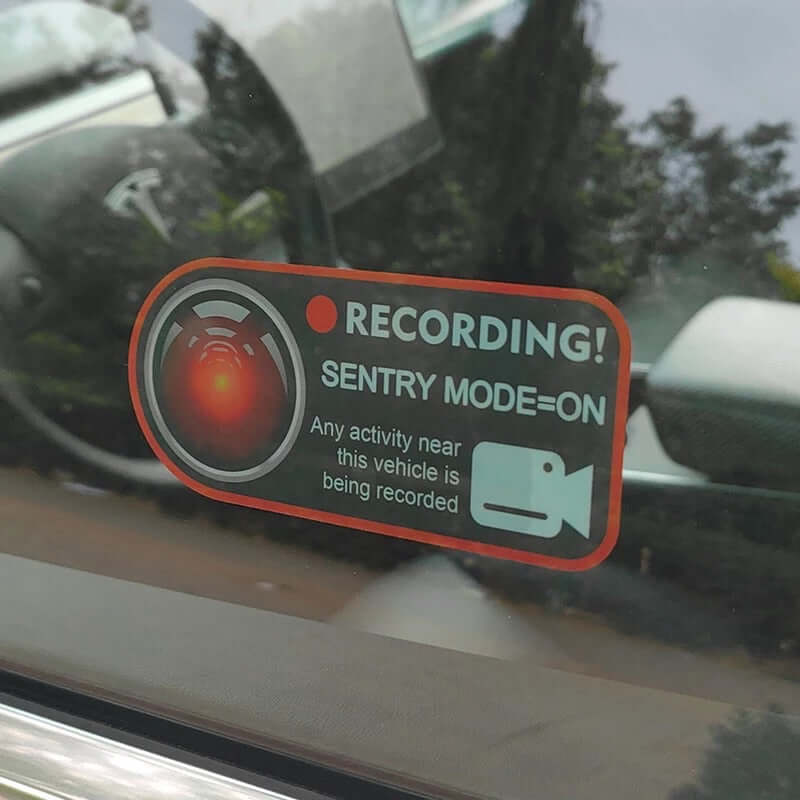 RECORDING!
SENTRY MODE=ON
Any activity near
this vehicle is
being recorded